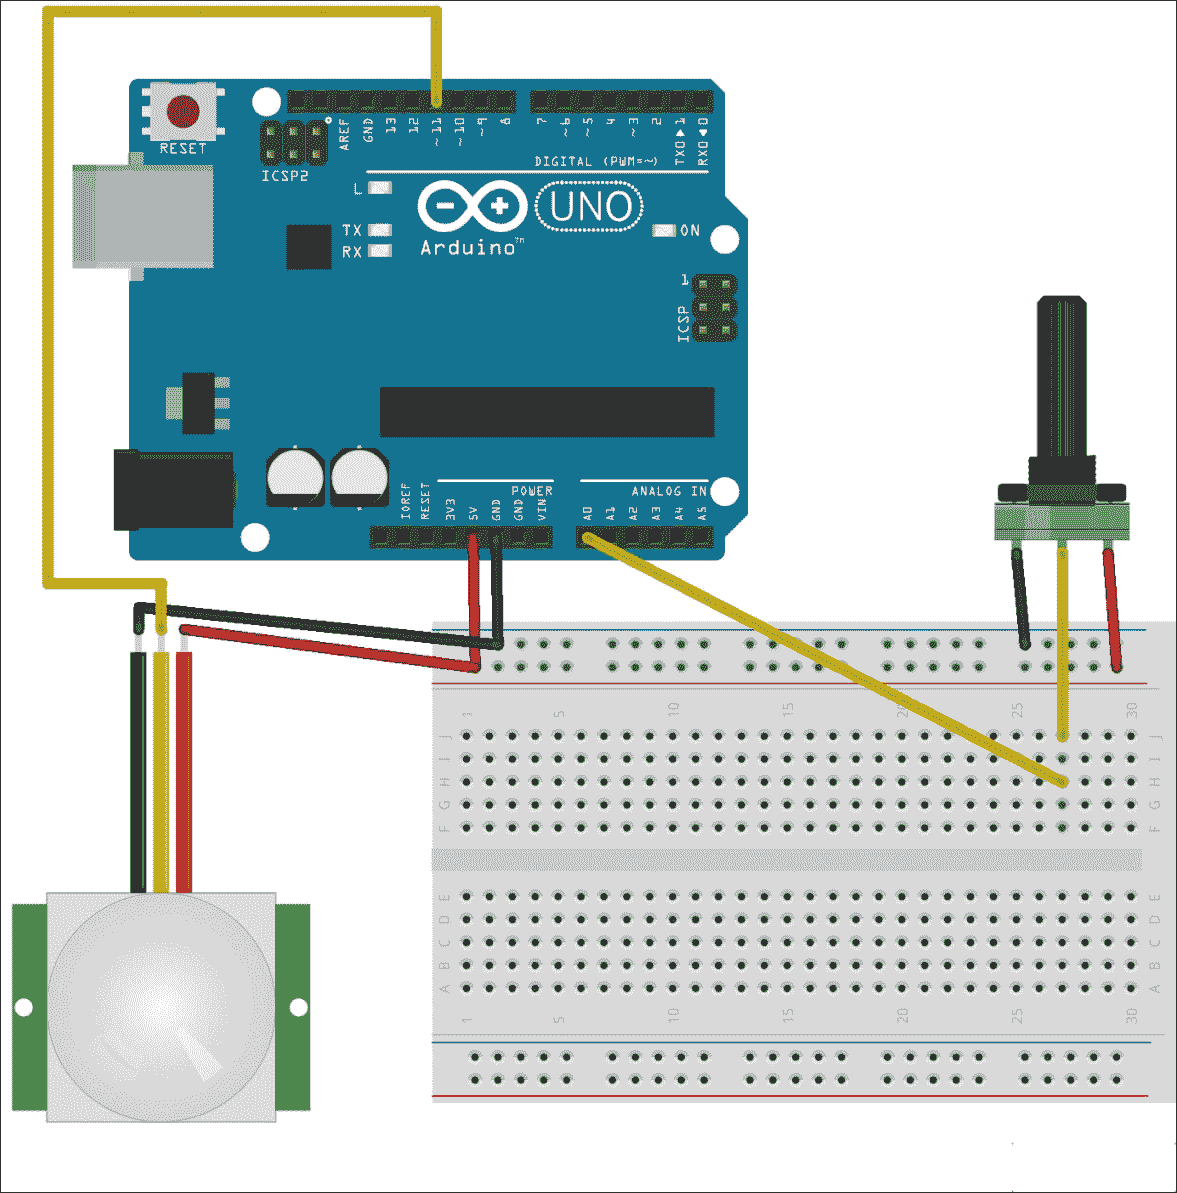 RESET
ICSP2
AREF
GND
13
12
~11
~10
~9
8
7
~6
~5
4
~3
2
TX0▶1
RX0◀0
DIGITAL (PWM=~)
L
TX
RX
UNO
Arduino™
ON
1
ICSP
POWER
ANALOG IN
IOREF
RESET
3V3
5V
GND
GND
VIN
A0
A1
A2
A3
A4
A5
1
5
10
15
20
25
30
J J
I I
H H
G G
F F
E E
D D
C C
B B
A A
1
5
10
15
20
25
30